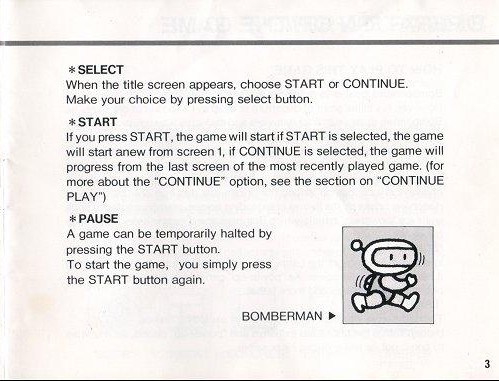 *SELECT
When the title screen appears, choose START or CONTINUE.
Make your choice by pressing select button.
*START
If you press START, the game will start if START is selected, the game
will start anew from screen 1, if CONTINUE is selected, the game will
progress from the last screen of the most recently played game. (for
more about the “CONTINUE” option, see the section on “CONTINUE
PLAY”)
*PAUSE
A game can be temporarily halted by
pressing the START button.
To start the game, you simply press
the START button again.
BOMBERMAN ▶
3